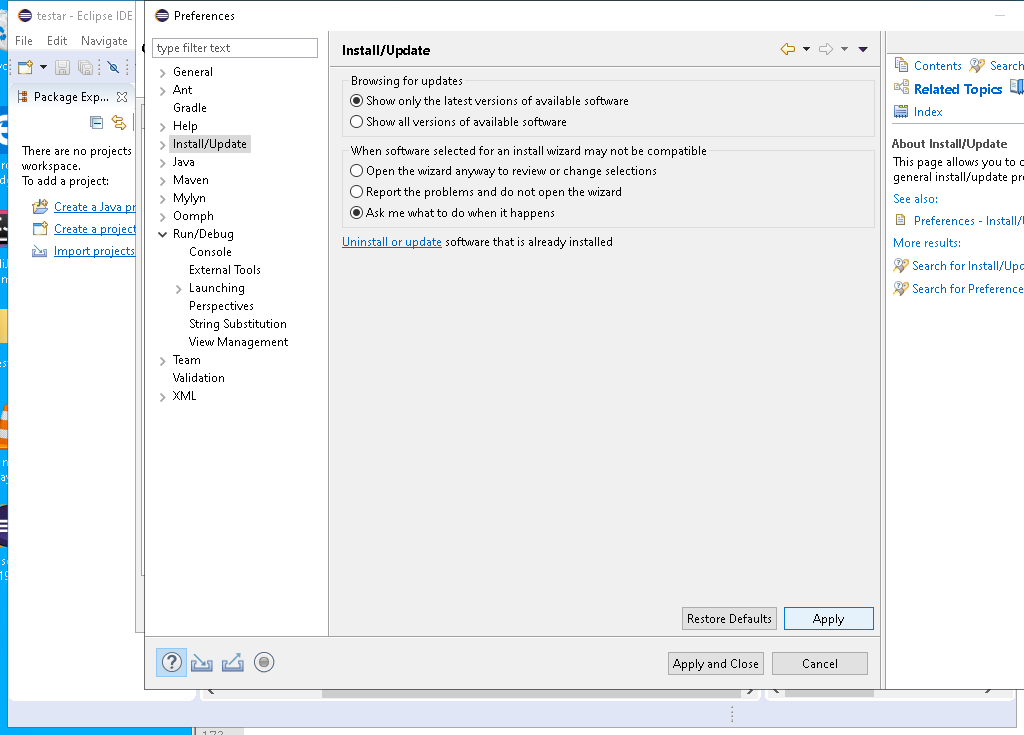 testar - Eclipse IDE
File Edit Navigate
Package Exp...
There are no projects
workspace.
To add a project:
Create a Java pr
Create a project
Import projects
Preferences
type filter text
General
Ant
Gradle
Help
Install/Update
Java
Maven
Mylyn
Oomph
Run/Debug
Console
External Tools
Launching
Perspectives
String Substitution
View Management
Team
Validation
XML
Install/Update
Browsing for updates
Show only the latest versions of available software
Show all versions of available software
When software selected for an install wizard may not be compatible
Open the wizard anyway to review or change selections
Report the problems and do not open the wizard
Ask me what to do when it happens
Uninstall or update software that is already installed
Restore Defaults Apply
Apply and Close Cancel
Contents Search
Related Topics
Index
About Install/Update
This page allows you to c
general install/update pre
See also:
Preferences - Install/
More results:
Search for Install/Upd
Search for Preference